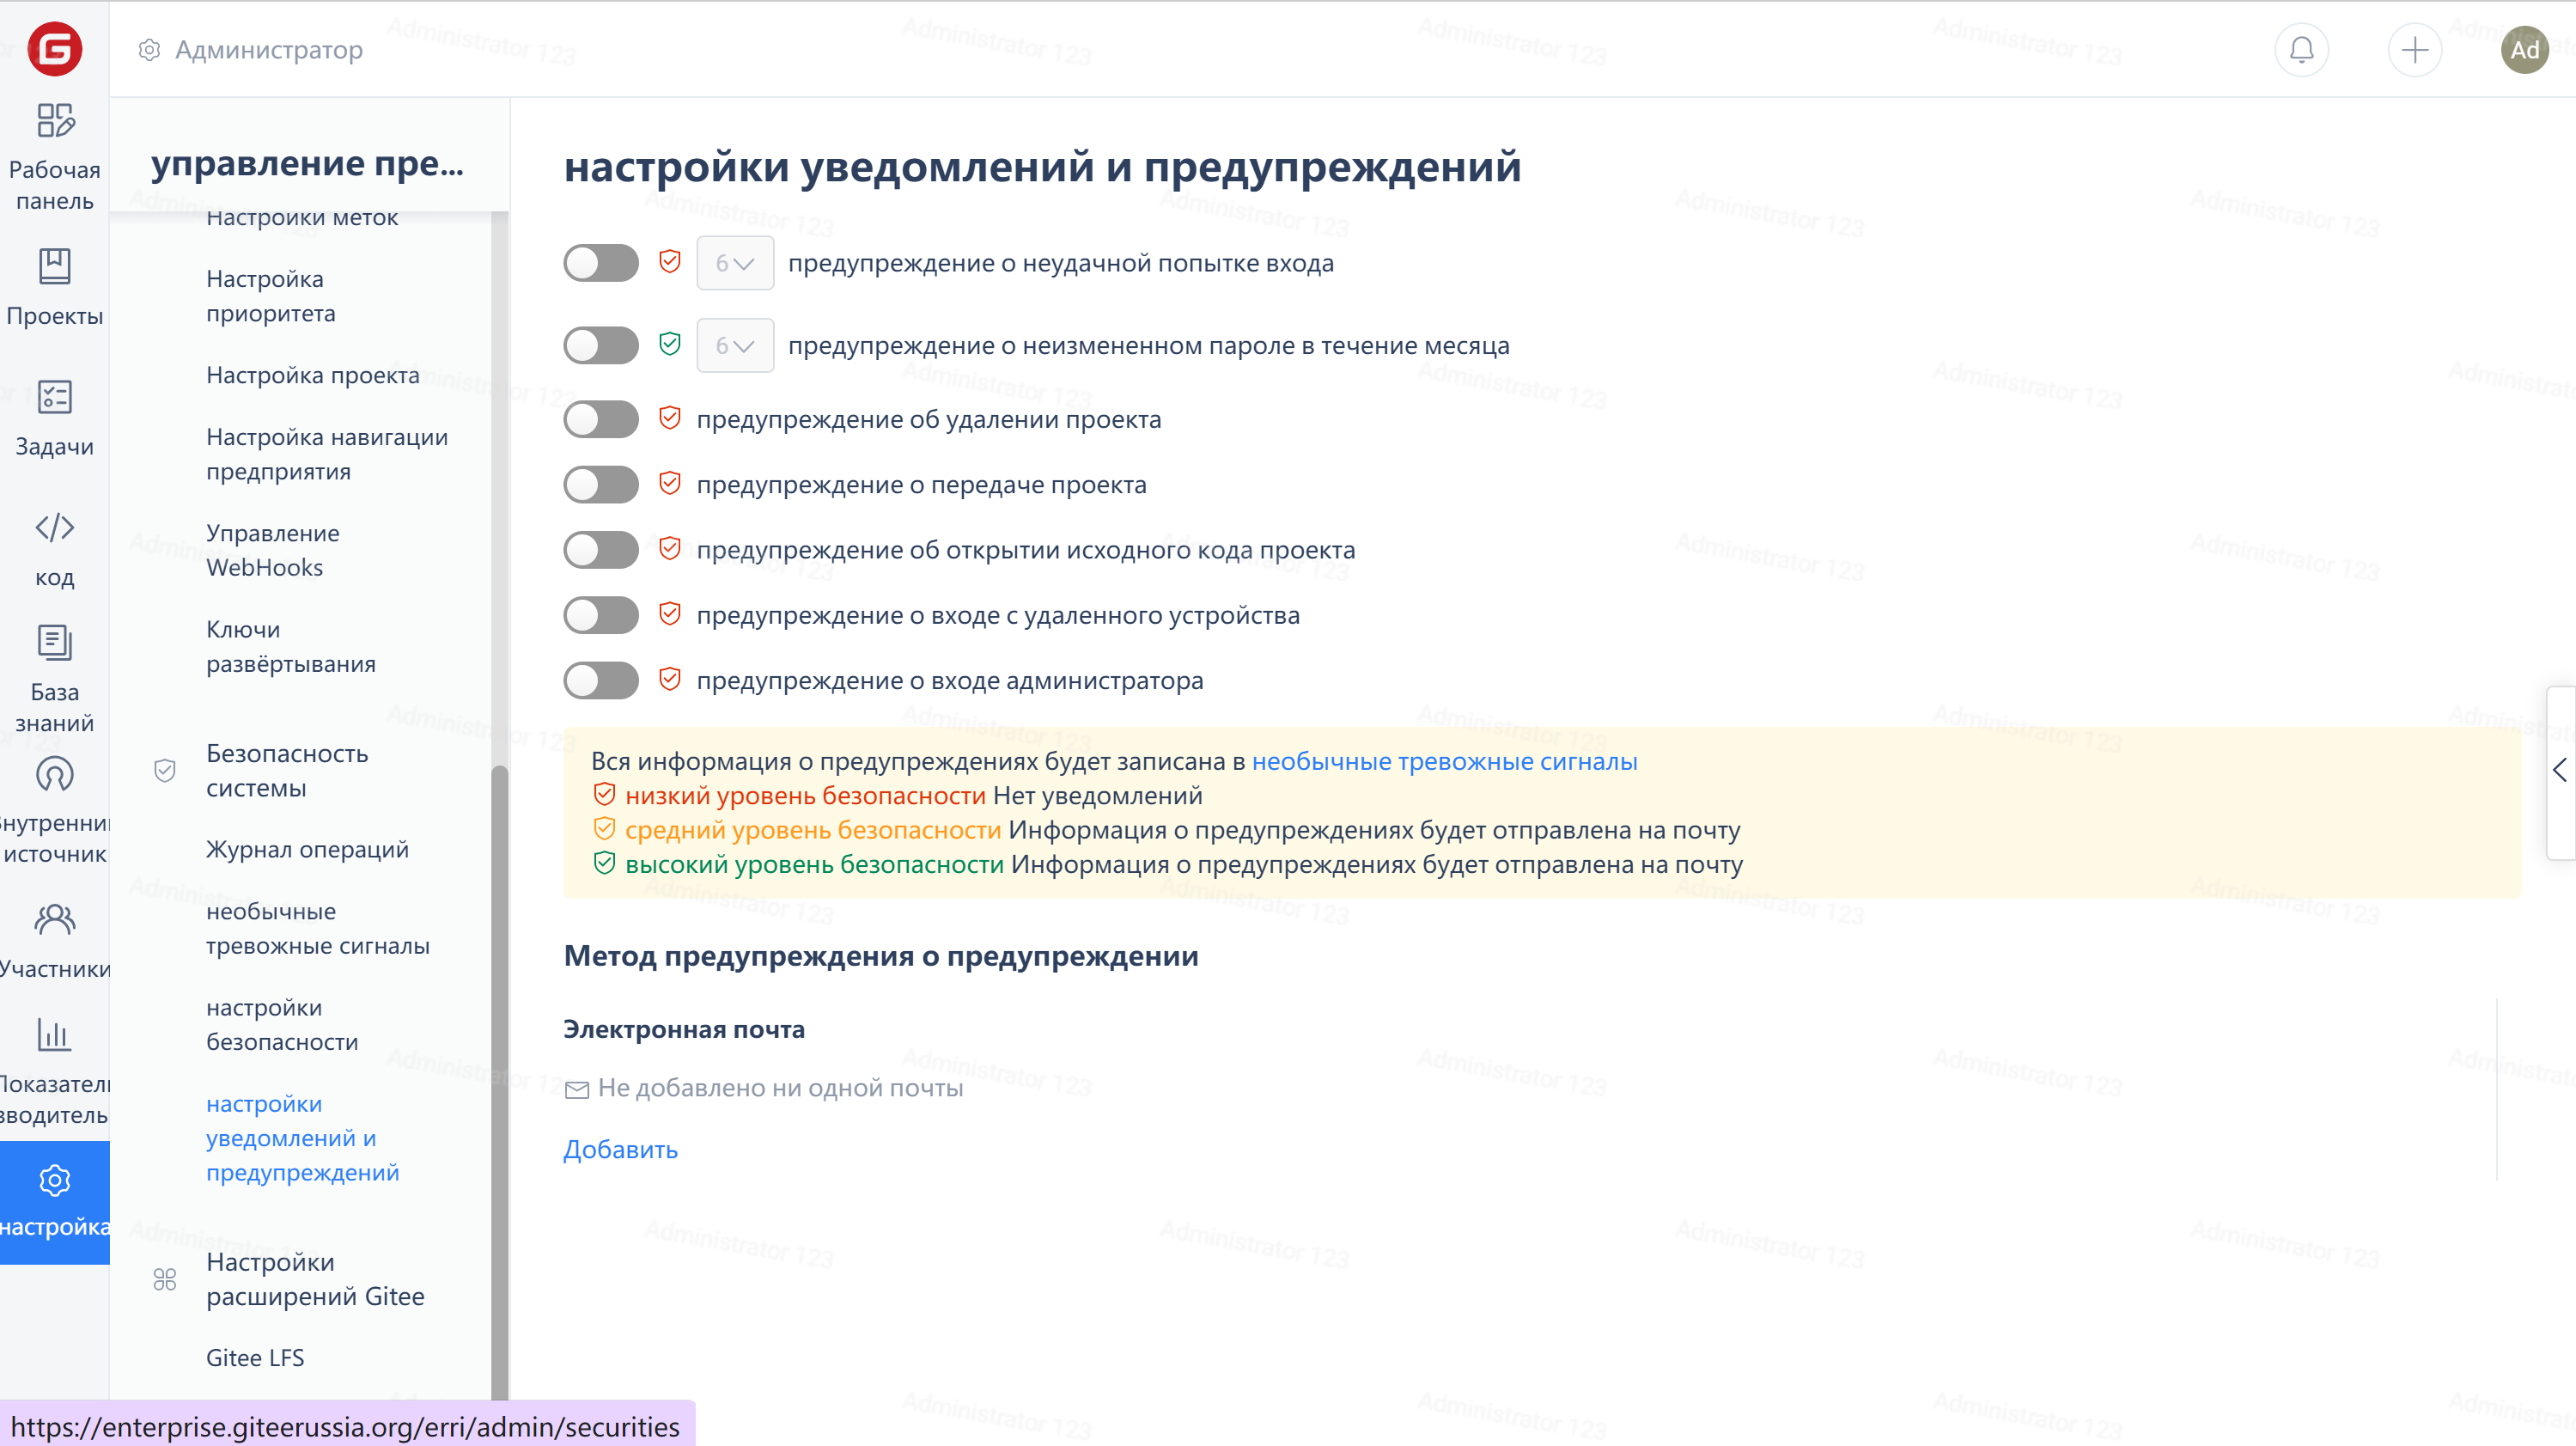 Администратор
Ad
Рабочая
панель
Проекты
Задачи
код
База
знаний
источник
Участники
настройка
управление пре...
Настройки меток
Настройка
приоритета
Настройка проекта
Настройка навигации
предприятия
Управление
WebHooks
Ключи
развёртывания
Безопасность
системы
Журнал операций
необычные
тревожные сигналы
настройки
безопасности
настройки
уведомлений и
предупреждений
Настройки
расширений Gitee
Gitee LFS
настройки уведомлений и предупреждений
6 предупреждение о неудачной попытке входа
6 предупреждение о неизмененном пароле в течение месяца
предупреждение об удалении проекта
предупреждение о передаче проекта
предупреждение об открытии исходного кода проекта
предупреждение о входе с удаленного устройства
предупреждение о входе администратора
Вся информация о предупреждениях будет записана в необычные тревожные сигналы
низкий уровень безопасности Нет уведомлений
средний уровень безопасности Информация о предупреждениях будет отправлена на почту
высокий уровень безопасности Информация о предупреждениях будет отправлена на почту
Метод предупреждения о предупреждении
Электронная почта
Не добавлено ни одной почты
Добавить
https://enterprise.giteerussia.org/erri/admin/securities
Administrator 123